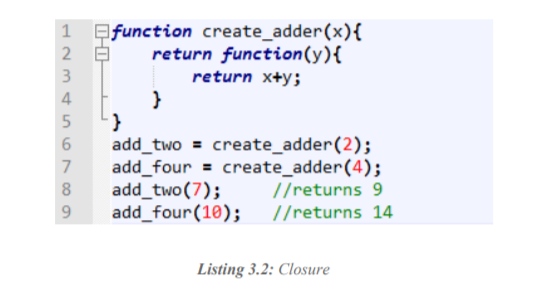 1 function create_adder(x){
2 return function(y){
3 return x+y;
4 }
5 }
6 add_two = create_adder(2);
7 add_four = create_adder(4);
8 add_two(7); //returns 9
9 add_four(10); //returns 14
Listing 3.2: Closure